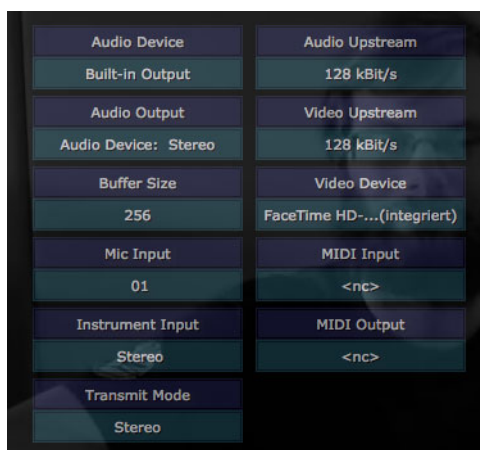 Audio Device
Built-in Output
Audio Output
Audio Device: Stereo
Buffer Size
256
Mic Input
01
Instrument Input
Stereo
Transmit Mode
Stereo
Audio Upstream
128 kBit/s
Video Upstream
128 kBit/s
Video Device
FaceTime HD-...(integriert)
MIDI Input
<nc>
MIDI Output
<nc>